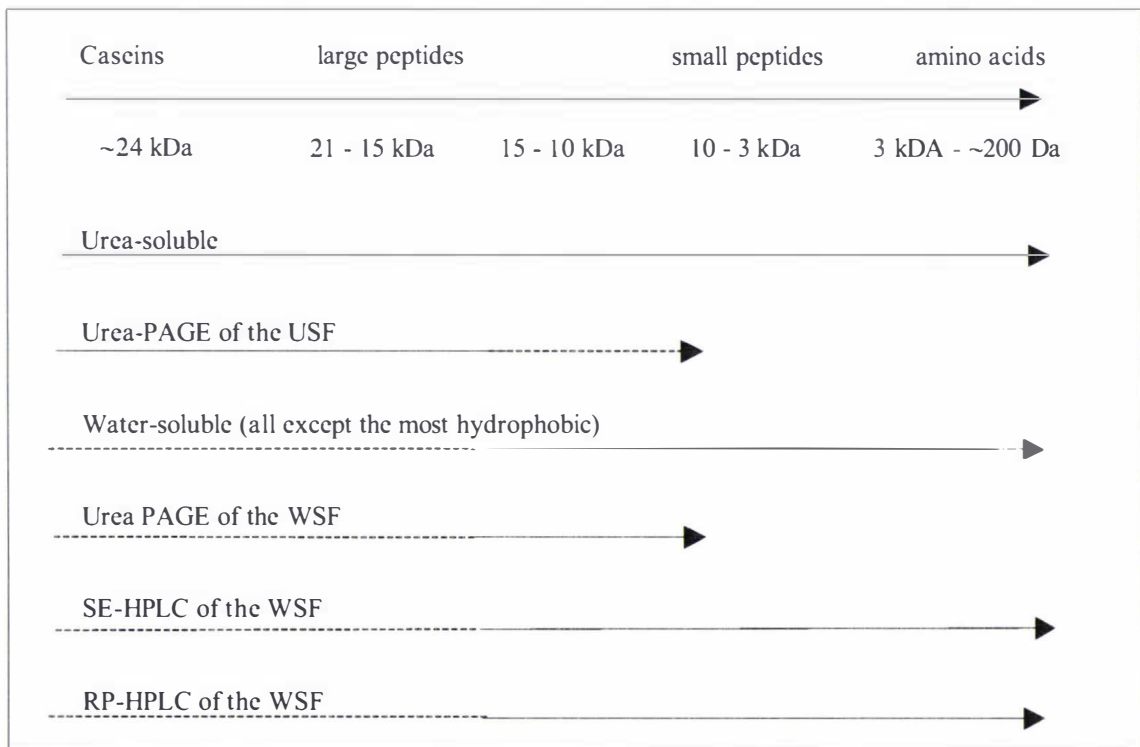 Caseins large peptides small peptides amino acids
~24 kDa 21 - 15 kDa 15 - 10 kDa 10 - 3 kDa 3 kDA - ~200 Da
Urea-soluble
Urea-PAGE of the USF
Water-soluble (all except the most hydrophobic)
Urea PAGE of the WSF
SE-HPLC of the WSF
RP-HPLC of the WSF